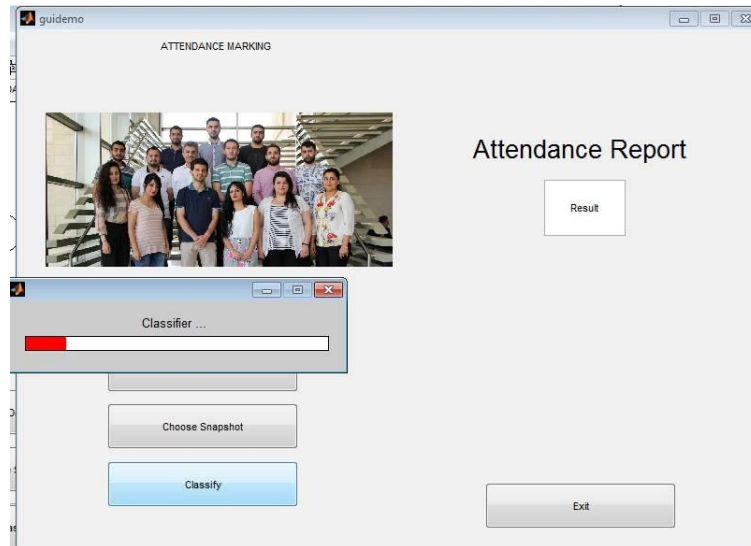 guidemo
ATTENDANCE MARKING
Attendance Report
Result
Classifier ...
Choose Snapshot
Classify
Exit